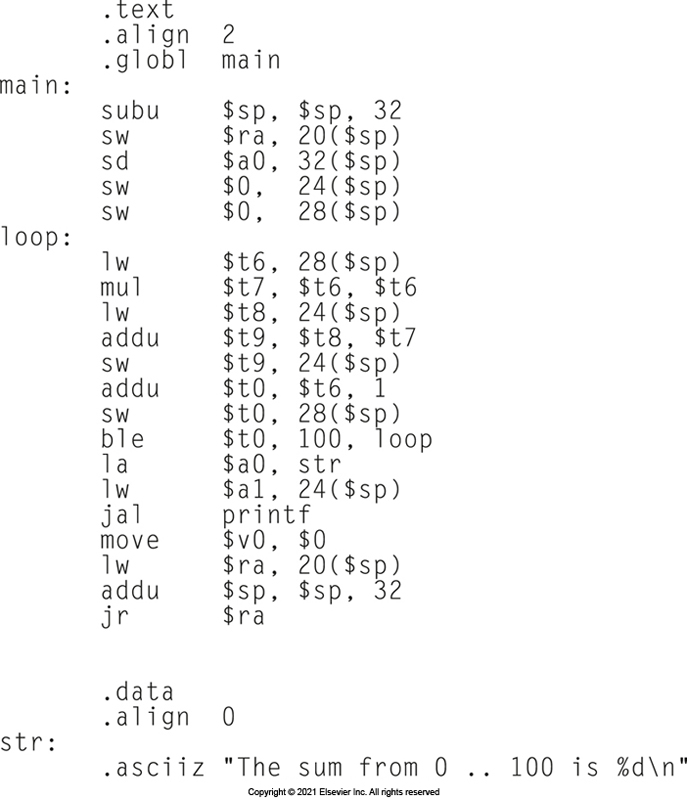 .text
.align 2
.globl main
main:
subu $sp, $sp, 32
sw $ra, 20($sp)
sd $a0, 32($sp)
sw $0, 24($sp)
sw $0, 28($sp)
loop:
lw $t6, 28($sp)
mul $t7, $t6, $t6
lw $t8, 24($sp)
addu $t9, $t8, $t7
sw $t9, 24($sp)
addu $t0, $t6, 1
sw $t0, 28($sp)
ble $t0, 100, loop
la $a0, str
lw $a1, 24($sp)
jal printf
move $v0, $0
lw $ra, 20($sp)
addu $sp, $sp, 32
jr $ra
.data
.align 0
str:
.asciiz "The sum from 0 .. 100 is %d\n"
Copyright © 2021 Elsevier Inc. All rights reserved